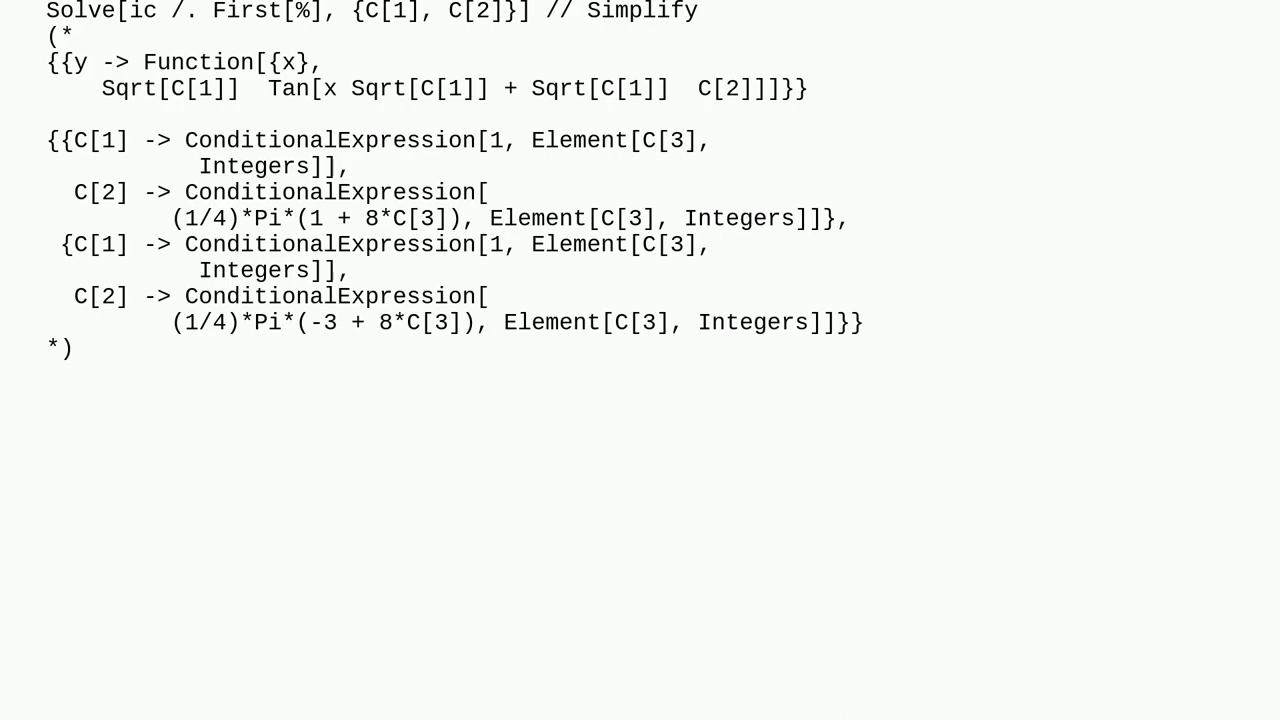 Solve[ic /. First[%], {C[1], C[2]}] // Simplify
(*
{{y -> Function[{x},
    Sqrt[C[1]]  Tan[x Sqrt[C[1]] + Sqrt[C[1]]  C[2]]]}}

{{C[1] -> ConditionalExpression[1, Element[C[3],
           Integers]],
  C[2] -> ConditionalExpression[
         (1/4)*Pi*(1 + 8*C[3]), Element[C[3], Integers]]},
 {C[1] -> ConditionalExpression[1, Element[C[3],
           Integers]],
  C[2] -> ConditionalExpression[
         (1/4)*Pi*(-3 + 8*C[3]), Element[C[3], Integers]]}}
*)